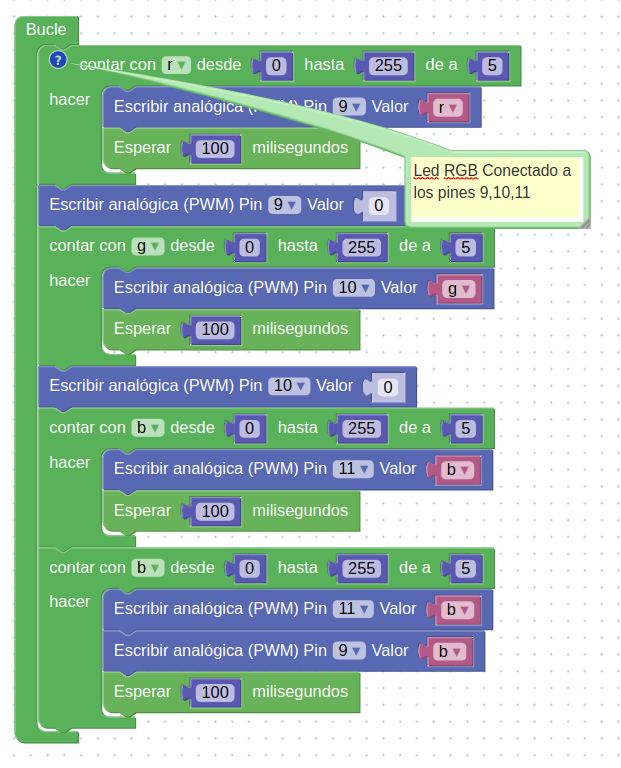 Bucle
? contar con r ▾ desde 0 hasta 255 de a 5
hacer Escribir analógica (PWM) Pin 9 ▾ Valor r ▾
Esperar 100 milisegundos
Led RGB Conectado a
los pines 9,10,11
Escribir analógica (PWM) Pin 9 ▾ Valor 0
contar con g ▾ desde 0 hasta 255 de a 5
hacer Escribir analógica (PWM) Pin 10 ▾ Valor g ▾
Esperar 100 milisegundos
Escribir analógica (PWM) Pin 10 ▾ Valor 0
contar con b ▾ desde 0 hasta 255 de a 5
hacer Escribir analógica (PWM) Pin 11 ▾ Valor b ▾
Esperar 100 milisegundos
contar con b ▾ desde 0 hasta 255 de a 5
hacer Escribir analógica (PWM) Pin 11 ▾ Valor b ▾
Escribir analógica (PWM) Pin 9 ▾ Valor b ▾
Esperar 100 milisegundos